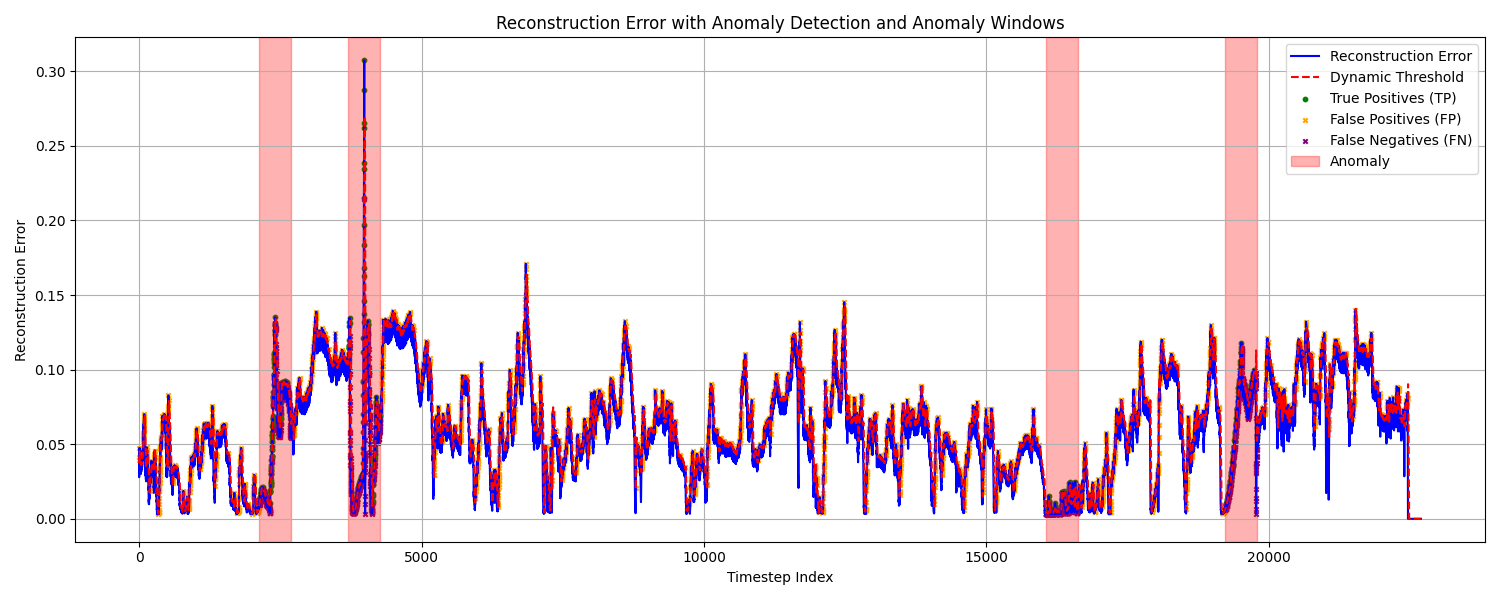 Reconstruction Error with Anomaly Detection and Anomaly Windows
Reconstruction Error
0.30
0.25
0.20
0.15
0.10
0.05
0.00
Reconstruction Error
Dynamic Threshold
True Positives (TP)
False Positives (FP)
False Negatives (FN)
Anomaly
0
5000
10000
15000
20000
Timestep Index